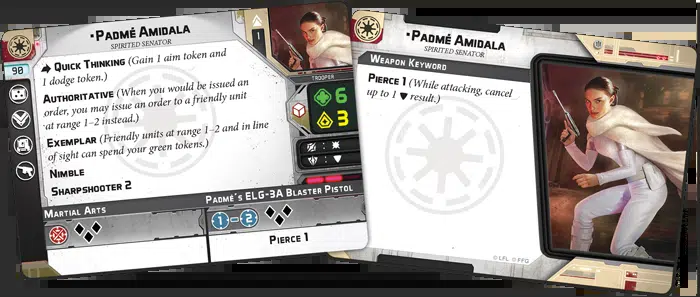 •Padmé Amidala
SPIRITED SENATOR
1
90
Quick Thinking (Gain 1 aim token and
1 dodge token.)
Authoritative (When you would be issued an
order, you may issue an order to a friendly unit
at range 1–2 instead.)
Exemplar (Friendly units at range 1–2 and in line
of sight can spend your green tokens.)
Nimble
Sharpshooter 2
TROOPER
6
3
Martial Arts
Padmé's ELG-3A Blaster Pistol
1-2
Pierce 1
•Padmé Amidala
SPIRITED SENATOR
Weapon Keyword
Pierce 1 (While attacking, cancel
up to 1 result.)
© LFL © FFG